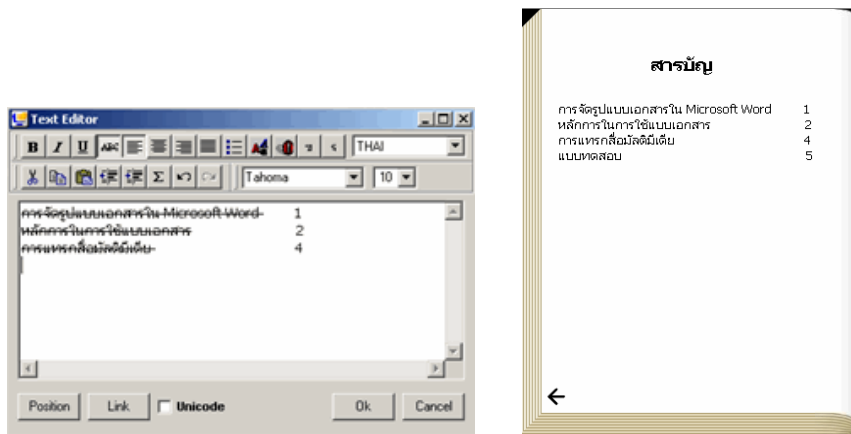 Text Editor
B I U ABC THAI
Σ Tahoma 10
การจัดรูปแบบเอกสารใน Microsoft Word 1
หลักการในการใช้แบบเอกสาร 2
การแทรกสื่อมัลติมีเดีย 4
Position Link Unicode Ok Cancel
สารบัญ
การจัดรูปแบบเอกสารใน Microsoft Word 1
หลักการในการใช้แบบเอกสาร 2
การแทรกสื่อมัลติมีเดีย 4
แบบทดสอบ 5